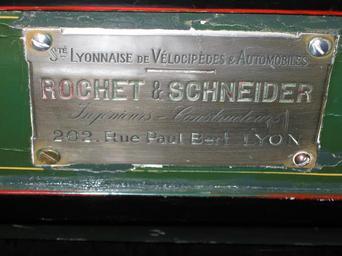 Sté Lyonnaise de Vélocipèdes & Automobiles
ROCHET & SCHNEIDER
Ingénieurs - Constructeurs
202. Rue Paul Bert LYON